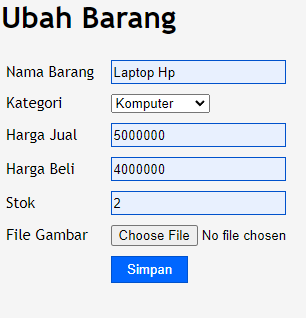 Ubah Barang
Nama Barang Laptop Hp
Kategori Komputer
Harga Jual 5000000
Harga Beli 4000000
Stok 2
File Gambar Choose File No file chosen
Simpan